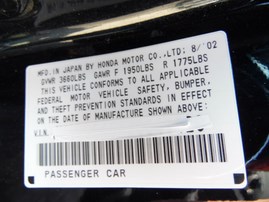 MFD. IN JAPAN BY HONDA MOTOR CO.,LTD; 8/'02
GVWR 3660LBS GAWR F 1950LBS R 1775LBS
THIS VEHICLE CONFORMS TO ALL APPLICABLE
FEDERAL MOTOR VEHICLE SAFETY, BUMPER,
AND THEFT PREVENTION STANDARDS IN EFFECT
ON THE DATE OF MANUFACTURE SHOWN ABOVE.
V.I.N.
PASSENGER CAR